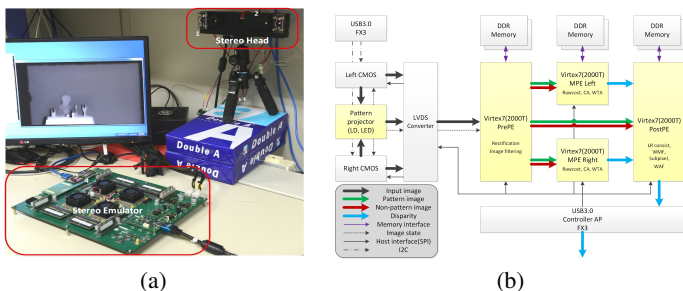 Stereo Head
1
2
Double A
Double A
A
Stereo Emulator
(a)
USB3.0
FX3
Left CMOS
Pattern
projector
(LD, LED)
Right CMOS
LVDS
Converter
Input image
Pattern image
Non-pattern image
Disparity
Memory interface
Image state
Host interface(SPI)
I2C
DDR
Memory
Virtex7(2000T)
PrePE
Rectification
Image filtering
DDR
Memory
Virtex7(2000T)
MPE Left
Rawcost, CA, WTA
Virtex7(2000T)
MPE Right
Rawcost, CA, WTA
DDR
Memory
Virtex7(2000T)
PostPE
LR consist,
WMF,
Subpixel,
WAF
USB3.0
Controller AP
FX3
(b)